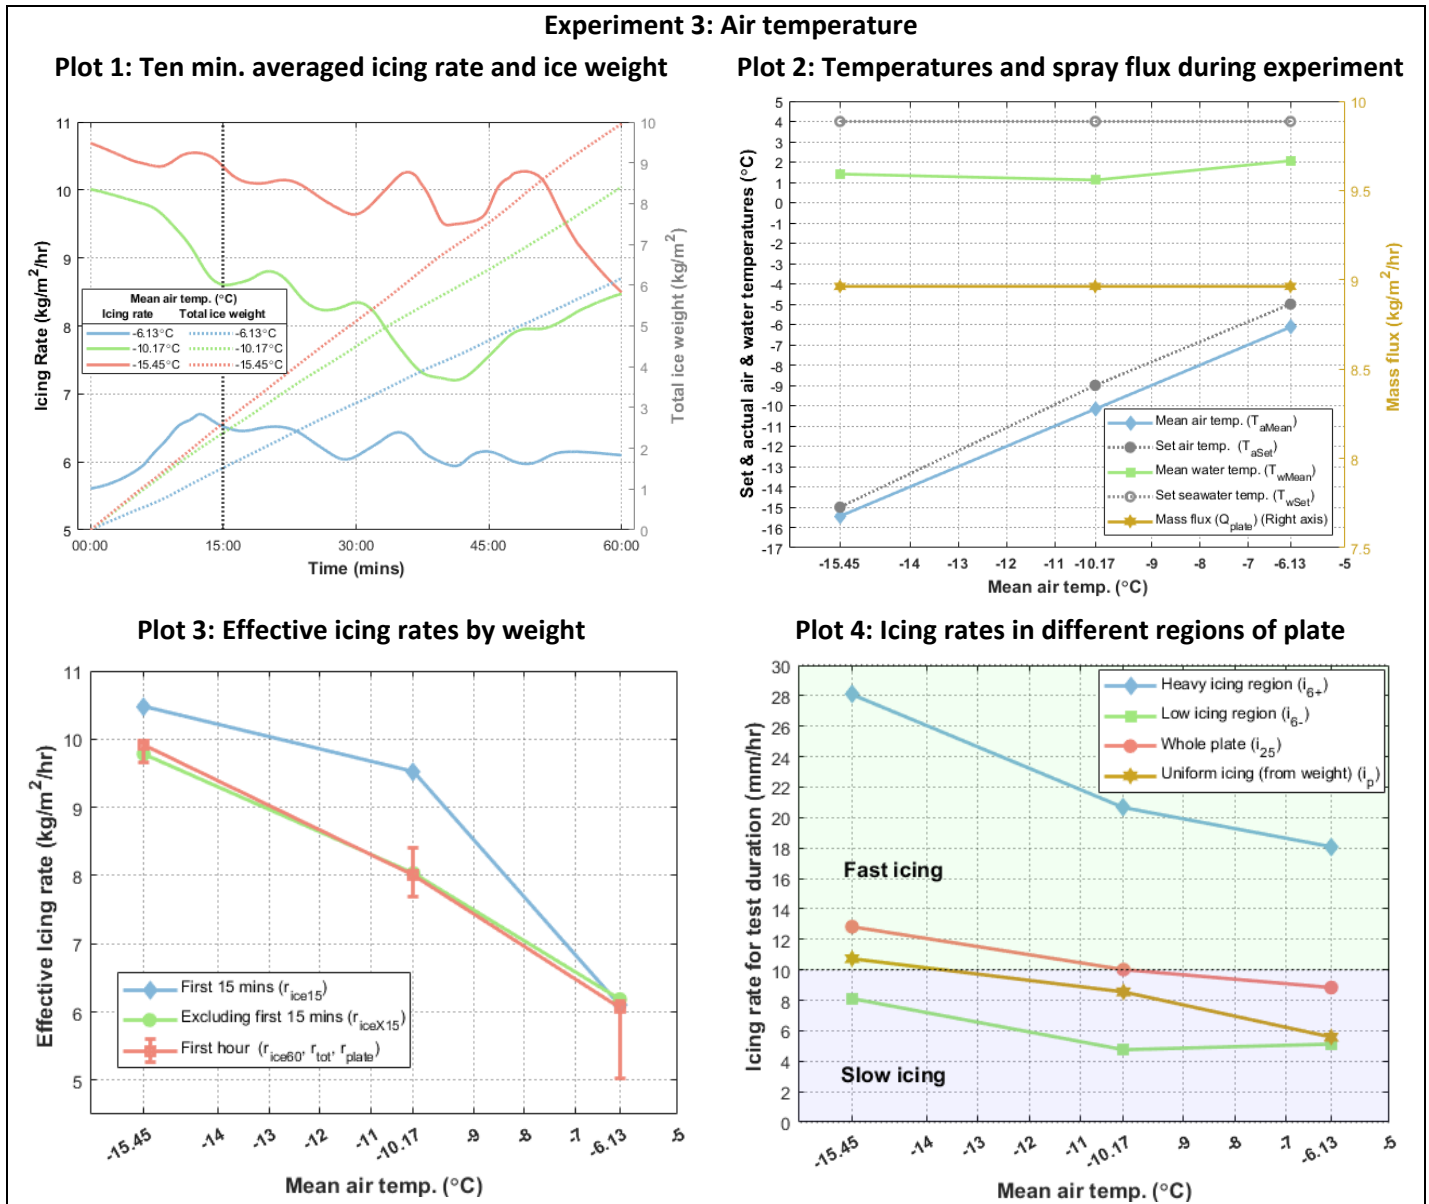 Experiment 3: Air temperature
Plot 1: Ten min. averaged icing rate and ice weight
11
10
9
8
7
6
5
Icing Rate (kg/m²/hr)
10
9
8
7
6
5
4
3
2
1
0
Total ice weight (kg/m²)
Mean air temp. (°C)
Icing rate Total ice weight
-6.13°C -6.13°C
-10.17°C -10.17°C
-15.45°C -15.45°C
00:00 15:00 30:00 45:00 60:00
Time (mins)
Plot 2: Temperatures and spray flux during experiment
5
4
3
2
1
0
-1
-2
-3
-4
-5
-6
-7
-8
-9
-10
-11
-12
-13
-14
-15
-16
-17
Set & actual air & water temperatures (°C)
10
9.5
9
8.5
8
7.5
Mass flux (kg/m²/hr)
Mean air temp. (T_aMean)
Set air temp. (T_aSet)
Mean water temp. (T_wMean)
Set seawater temp. (T_wSet)
Mass flux (Q_plate) (Right axis)
-15.45 -14 -13 -12 -11 -10.17 -9 -8 -7 -6.13 -5
Mean air temp. (°C)
Plot 3: Effective icing rates by weight
11
10
9
8
7
6
5
Effective Icing rate (kg/m²/hr)
First 15 mins (r_ice15)
Excluding first 15 mins (r_iceX15)
First hour (r_ice60, r_tot, r_plate)
-15.45 -14 -13 -12 -11 -10.17 -9 -8 -7 -6.13 -5
Mean air temp. (°C)
Plot 4: Icing rates in different regions of plate
30
28
26
24
22
20
18
16
14
12
10
8
6
4
2
0
Icing rate for test duration (mm/hr)
Heavy icing region (i_6+)
Low icing region (i_6-)
Whole plate (i_25)
Uniform icing (from weight) (i_p)
Fast icing
Slow icing
-15.45 -14 -13 -12 -11 -10.17 -9 -8 -7 -6.13 -5
Mean air temp. (°C)